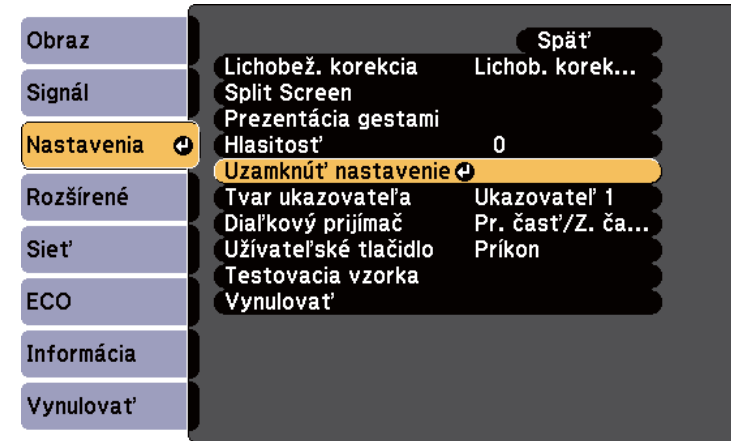 Obraz
Signál
Nastavenia
Rozšírené
Sieť
ECO
Informácia
Vynulovať
Späť
Lichobež. korekcia Lichob. korek...
Split Screen
Prezentácia gestami
Hlasitosť 0
Uzamknúť nastavenie
Tvar ukazovateľa Ukazovateľ 1
Diaľkový prijímač Pr. časť/Z. ča...
Užívateľské tlačidlo Príkon
Testovacia vzorka
Vynulovať